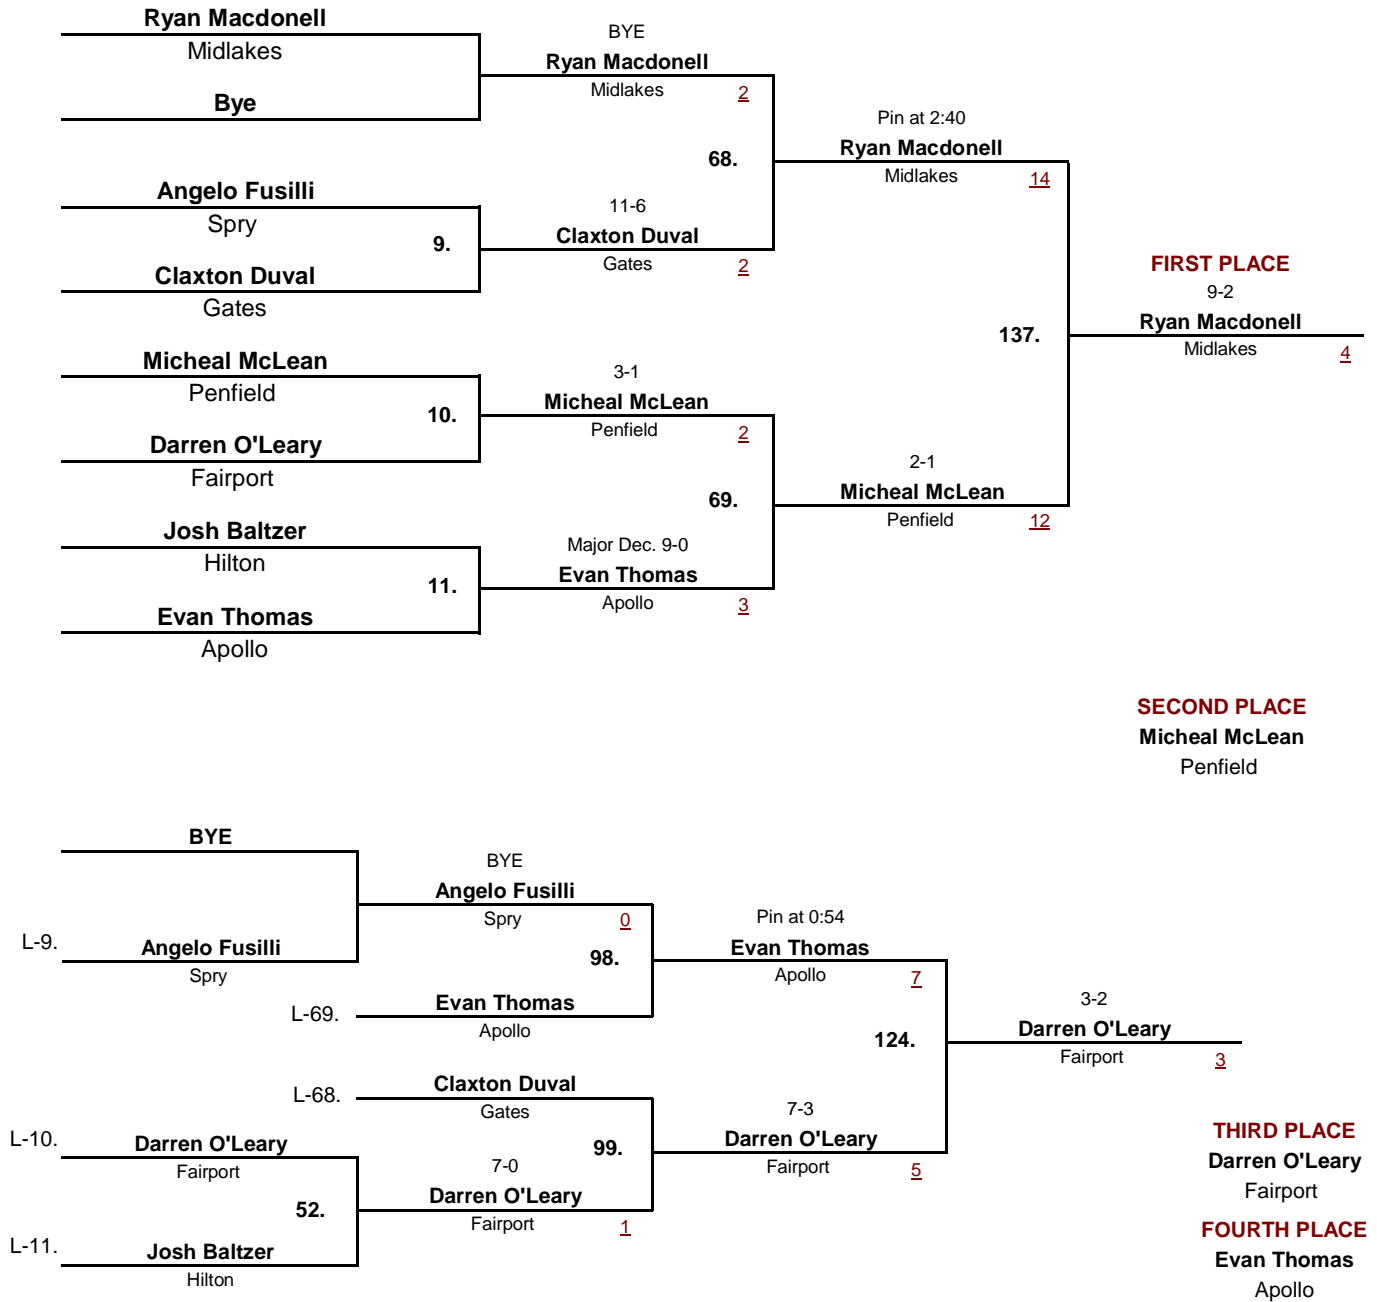 Ryan Macdonell
Midlakes
Bye
BYE
Ryan Macdonell
Midlakes
2
Angelo Fusilli
Spry
9.
Claxton Duval
Gates
11-6
Claxton Duval
Gates
2
68.
Pin at 2:40
Ryan Macdonell
Midlakes
14
Micheal McLean
Penfield
10.
Darren O'Leary
Fairport
3-1
Micheal McLean
Penfield
2
Josh Baltzer
Hilton
11.
Evan Thomas
Apollo
69.
Major Dec. 9-0
Evan Thomas
Apollo
3
2-1
Micheal McLean
Penfield
12
137.
FIRST PLACE
9-2
Ryan Macdonell
Midlakes
4
SECOND PLACE
Micheal McLean
Penfield
BYE
L-9.
Angelo Fusilli
Spry
BYE
Angelo Fusilli
Spry
0
98.
L-69.
Evan Thomas
Apollo
Pin at 0:54
Evan Thomas
Apollo
7
L-68.
Claxton Duval
Gates
L-10.
Darren O'Leary
Fairport
52.
L-11.
Josh Baltzer
Hilton
7-0
Darren O'Leary
Fairport
1
99.
7-3
Darren O'Leary
Fairport
5
124.
3-2
Darren O'Leary
Fairport
3
THIRD PLACE
Darren O'Leary
Fairport
FOURTH PLACE
Evan Thomas
Apollo